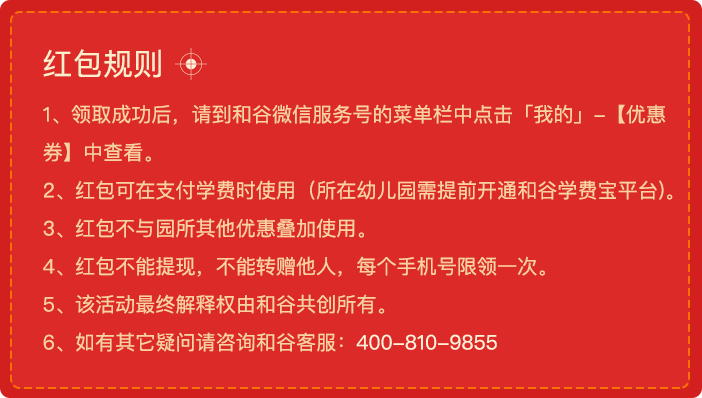 红包规则
1、领取成功后，请到和谷微信服务号的菜单栏中点击「我的」-【优惠
券】中查看。
2、红包可在支付学费时使用（所在幼儿园需提前开通和谷学费宝平台)。
3、红包不与园所其他优惠叠加使用。
4、红包不能提现，不能转赠他人，每个手机号限领一次。
5、该活动最终解释权由和谷共创所有。
6、如有其它疑问请咨询和谷客服：400-810-9855